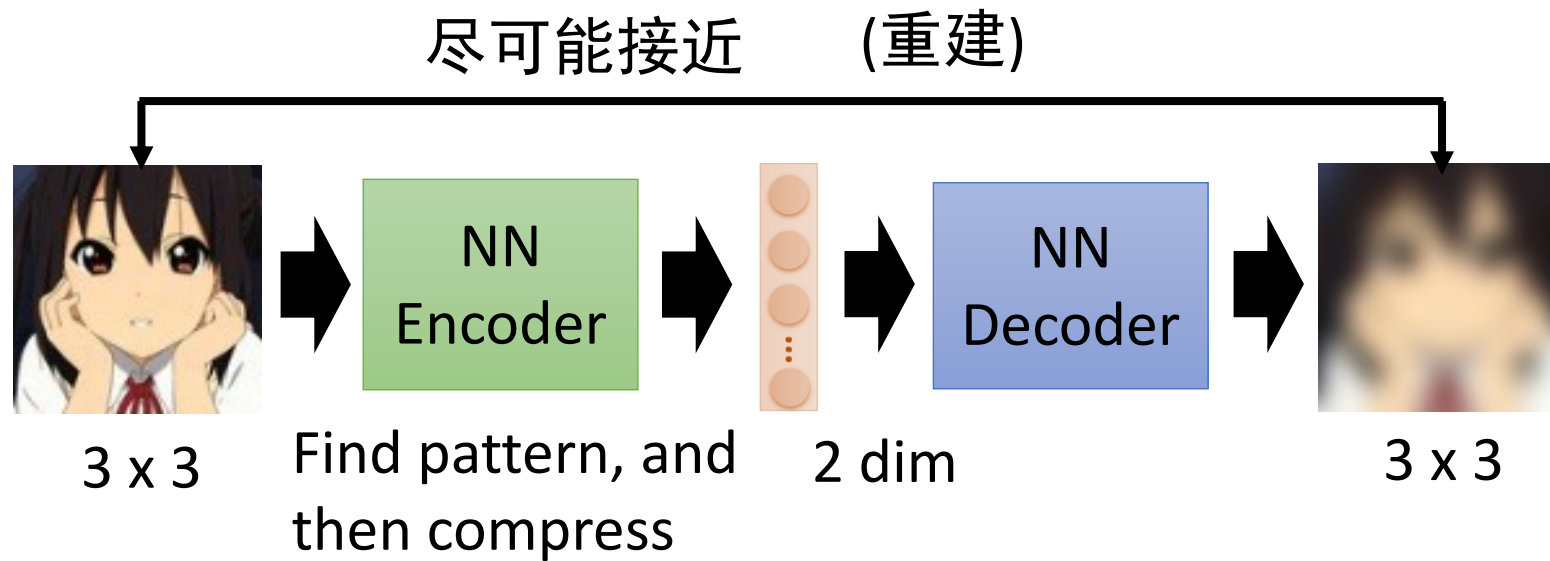 尽可能接近 (重建)
NN
Encoder
NN
Decoder
3 x 3
Find pattern, and
then compress
2 dim
3 x 3